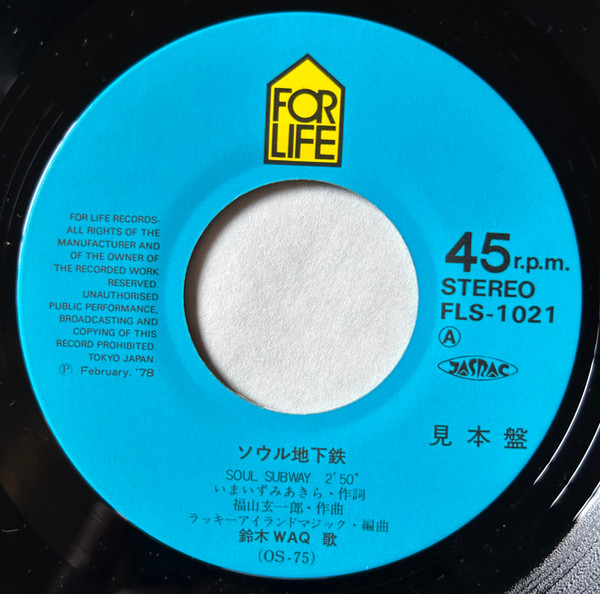 FOR
LIFE
FOR LIFE RECORDS-
ALL RIGHTS OF THE
MANUFACTURER AND
OF THE OWNER OF
THE RECORDED WORK
RESERVED.
UNAUTHORISED
PUBLIC PERFORMANCE,
BROADCASTING AND
COPYING OF THIS
RECORD PROHIBITED.
TOKYO JAPAN.
Ⓟ February. '78
45 r.p.m.
STEREO
FLS-1021
Ⓐ
JASRAC
見本盤
ソウル地下鉄
SOUL SUBWAY 2'50"
いまいずみあきら・作詞
福山玄一郎・作曲
ラッキーアイランドマジック・編曲
鈴木WAQ 歌
(OS-75)